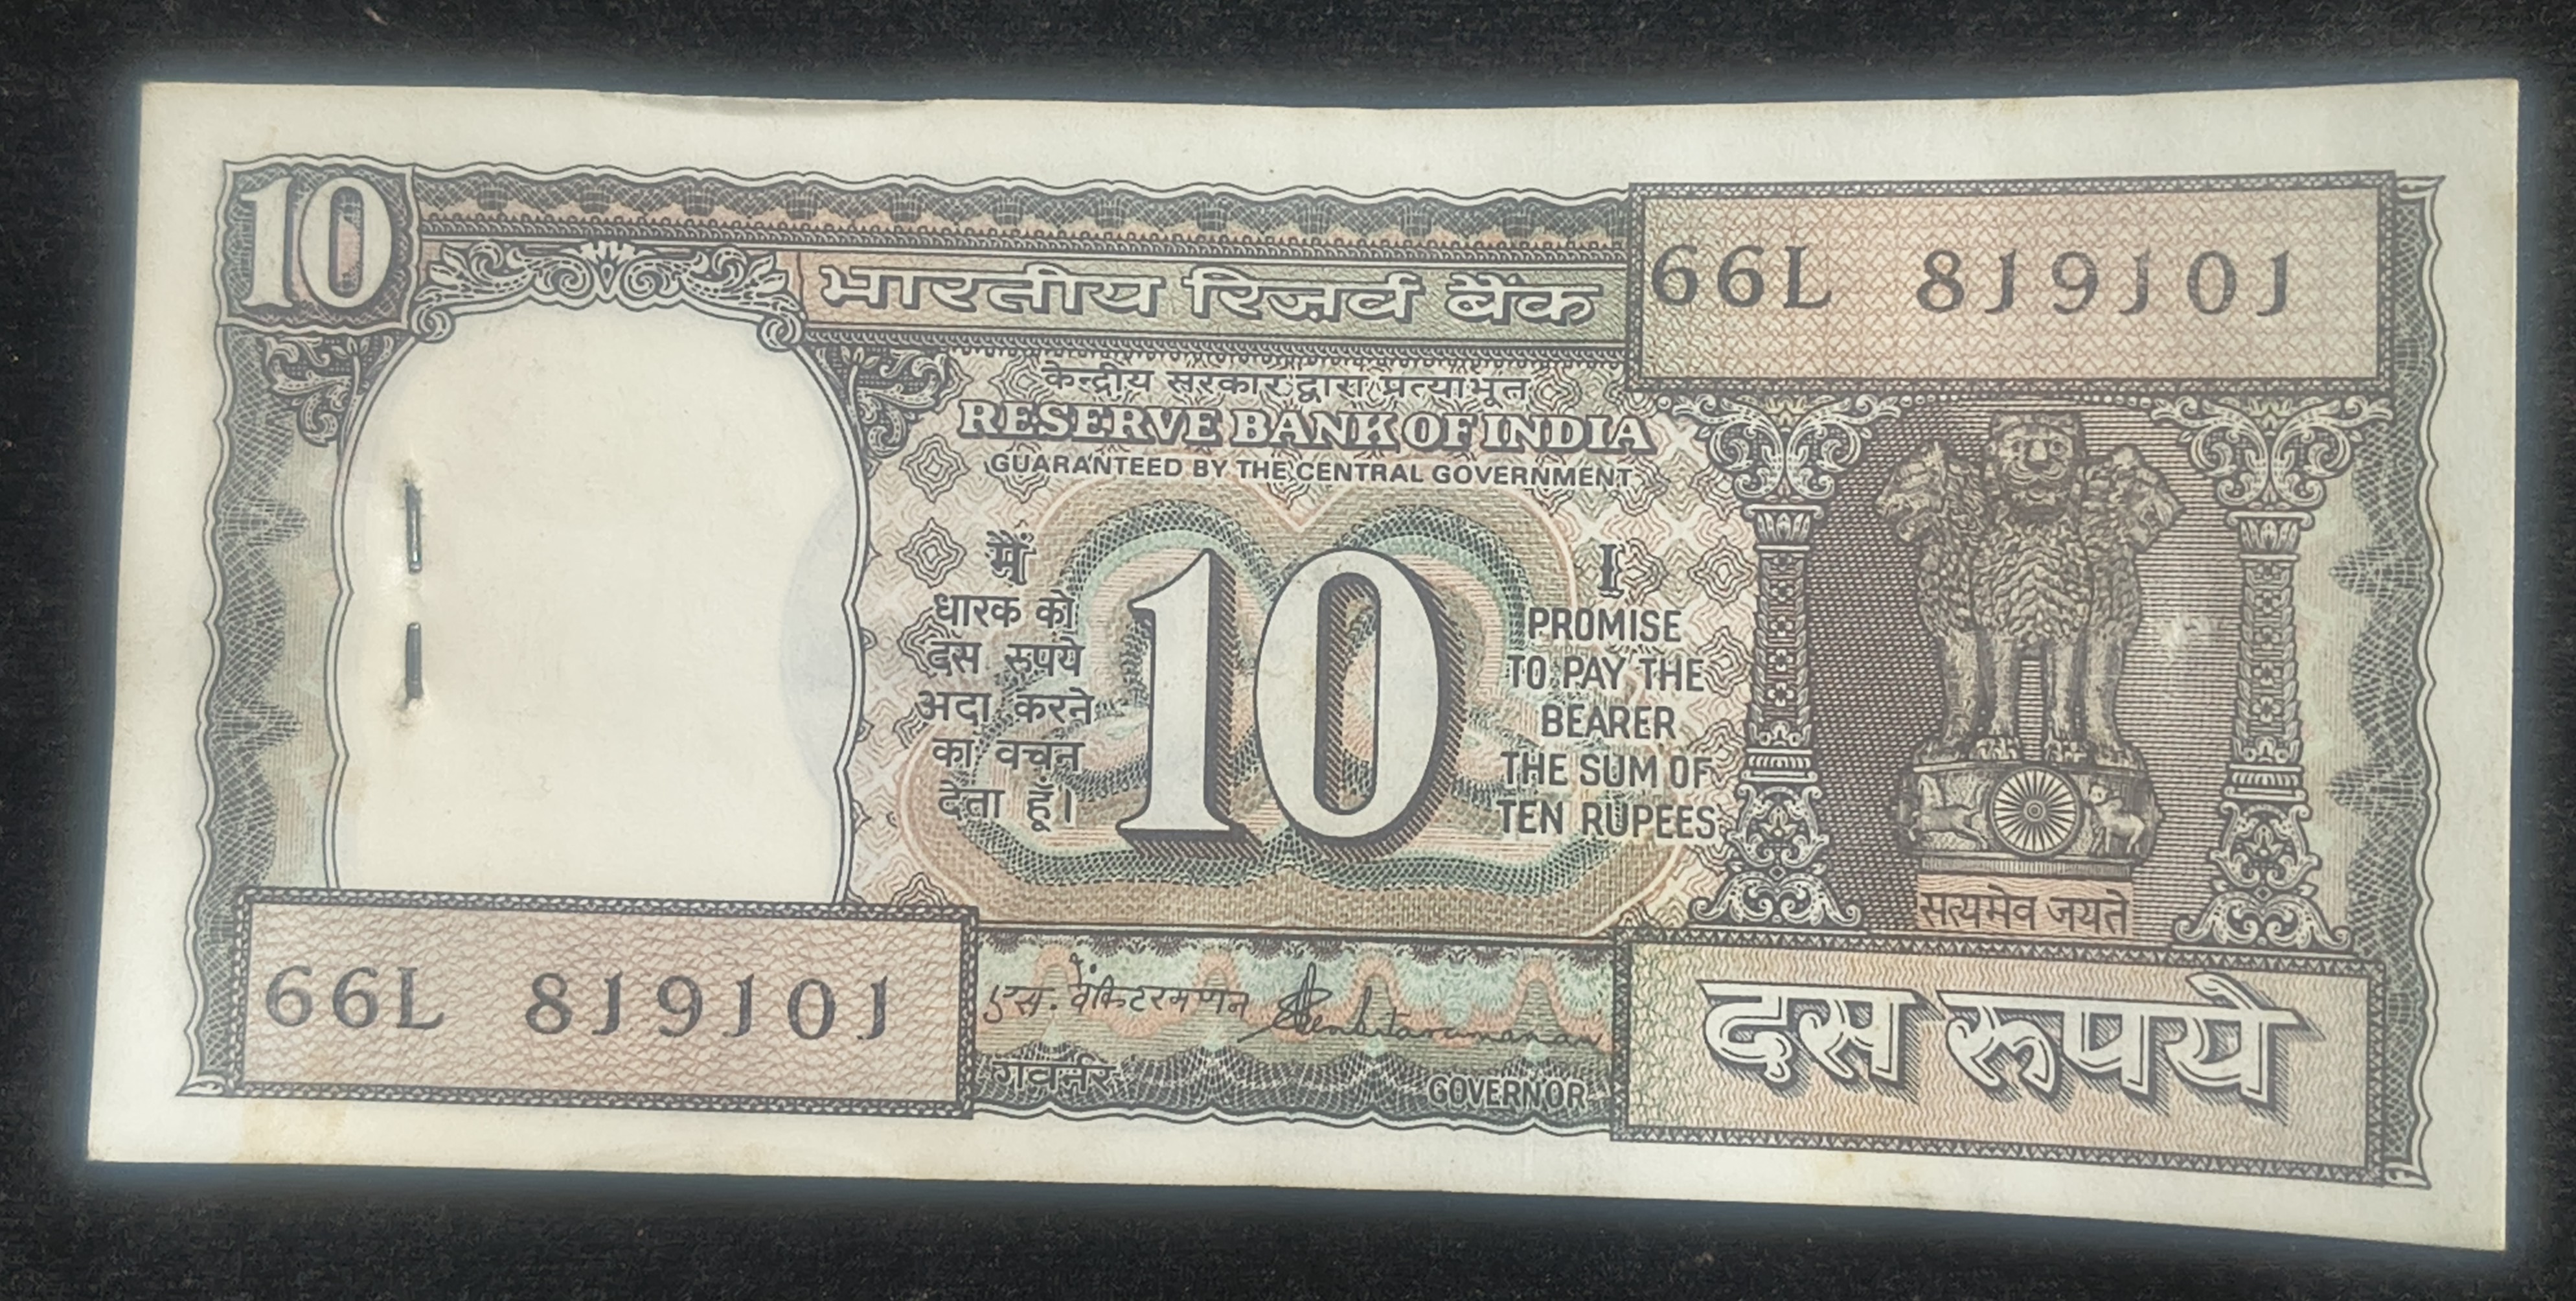 10
भारतीय रिज़र्व बैंक
66L 819101
केन्द्रीय सरकार द्वारा प्रत्याभूत
RESERVE BANK OF INDIA
GUARANTEED BY THE CENTRAL GOVERNMENT
मैं
धारक को
दस रुपये
अदा करने
का वचन
देता हूँ।
10
I
PROMISE
TO PAY THE
BEARER
THE SUM OF
TEN RUPEES
सत्यमेव जयते
66L 819101
एस. वेंकिटरमणन
S Venkitaramanan
गवर्नर
GOVERNOR
दस रूपये